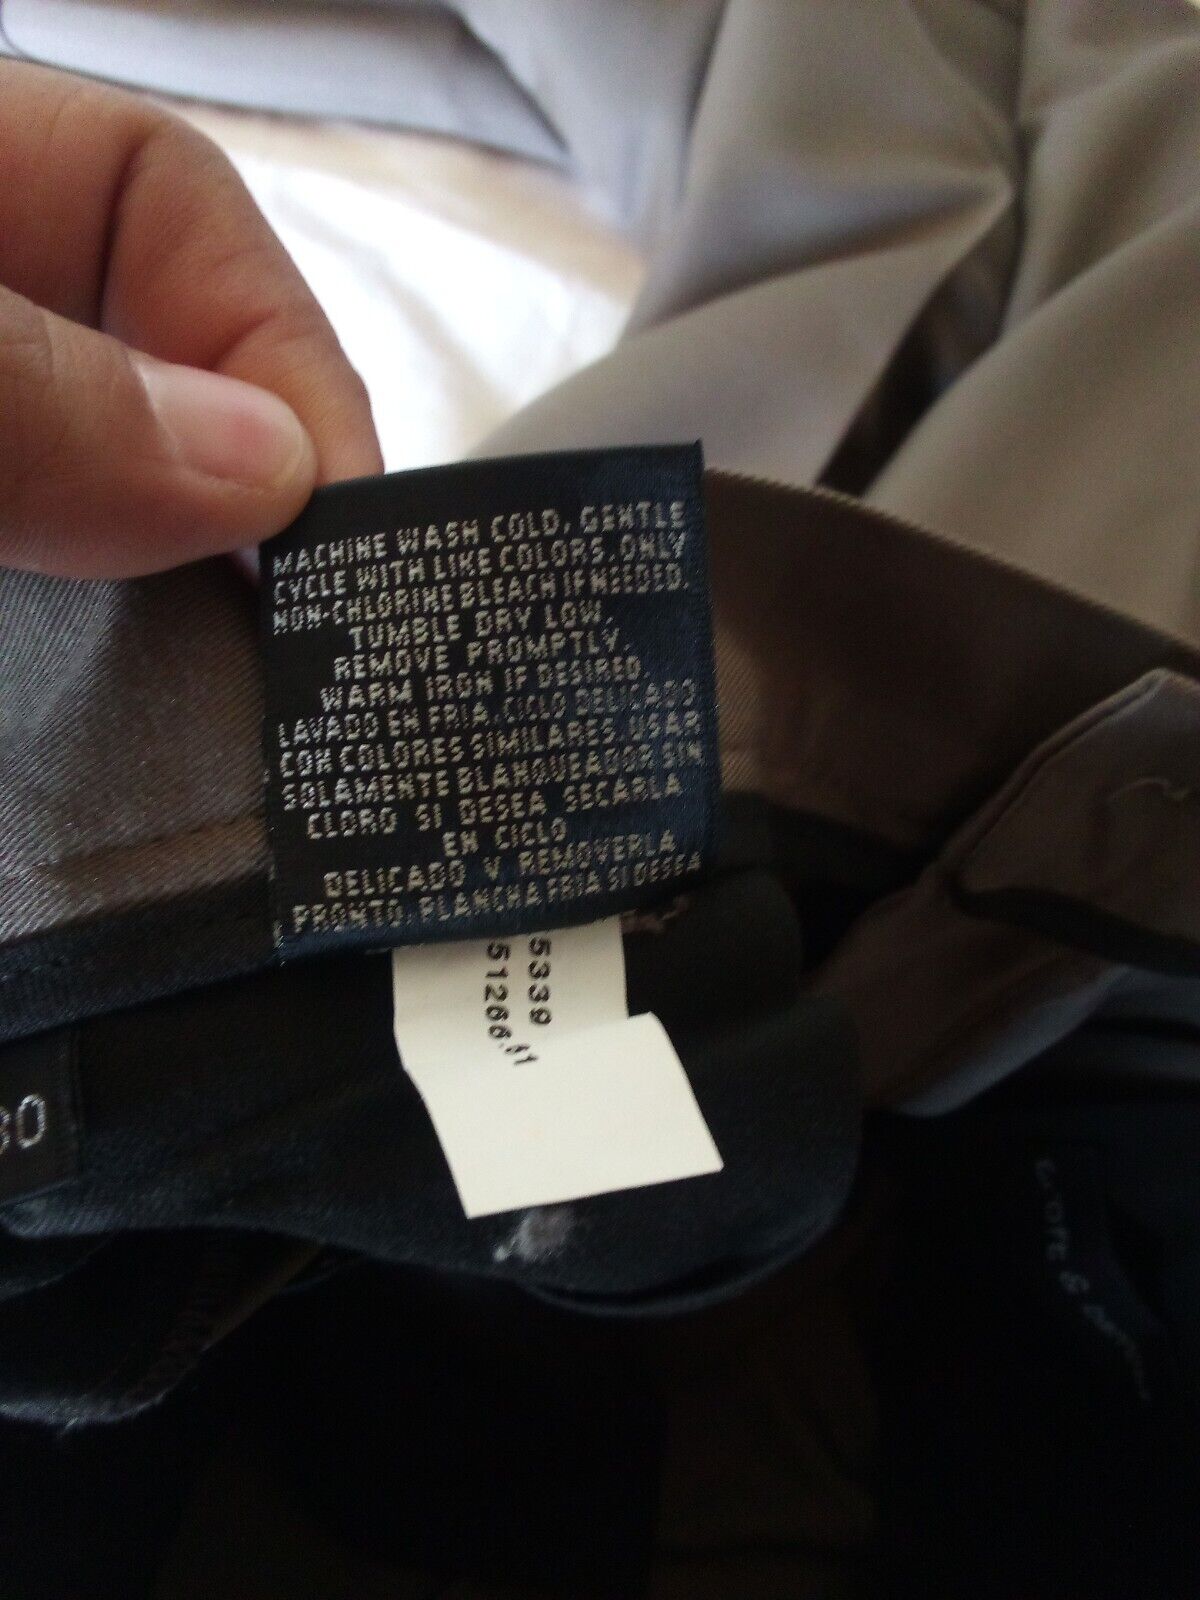 MACHINE WASH COLD, GENTLE
CYCLE WITH LIKE COLORS. ONLY
NON-CHLORINE BLEACH IF NEEDED.
TUMBLE DRY LOW.
REMOVE PROMPTLY.
WARM IRON IF DESIRED.
LAVADO EN FRIA. CICLO DELICADO
CON COLORES SIMILARES. USAR
SOLAMENTE BLANQUEADOR SIN
CLORO SI DESEA SECARLA
EN CICLO
DELICADO Y REMOVERLA
PRONTO. PLANCHA FRIA SI DESEA
5339
51266.01
30